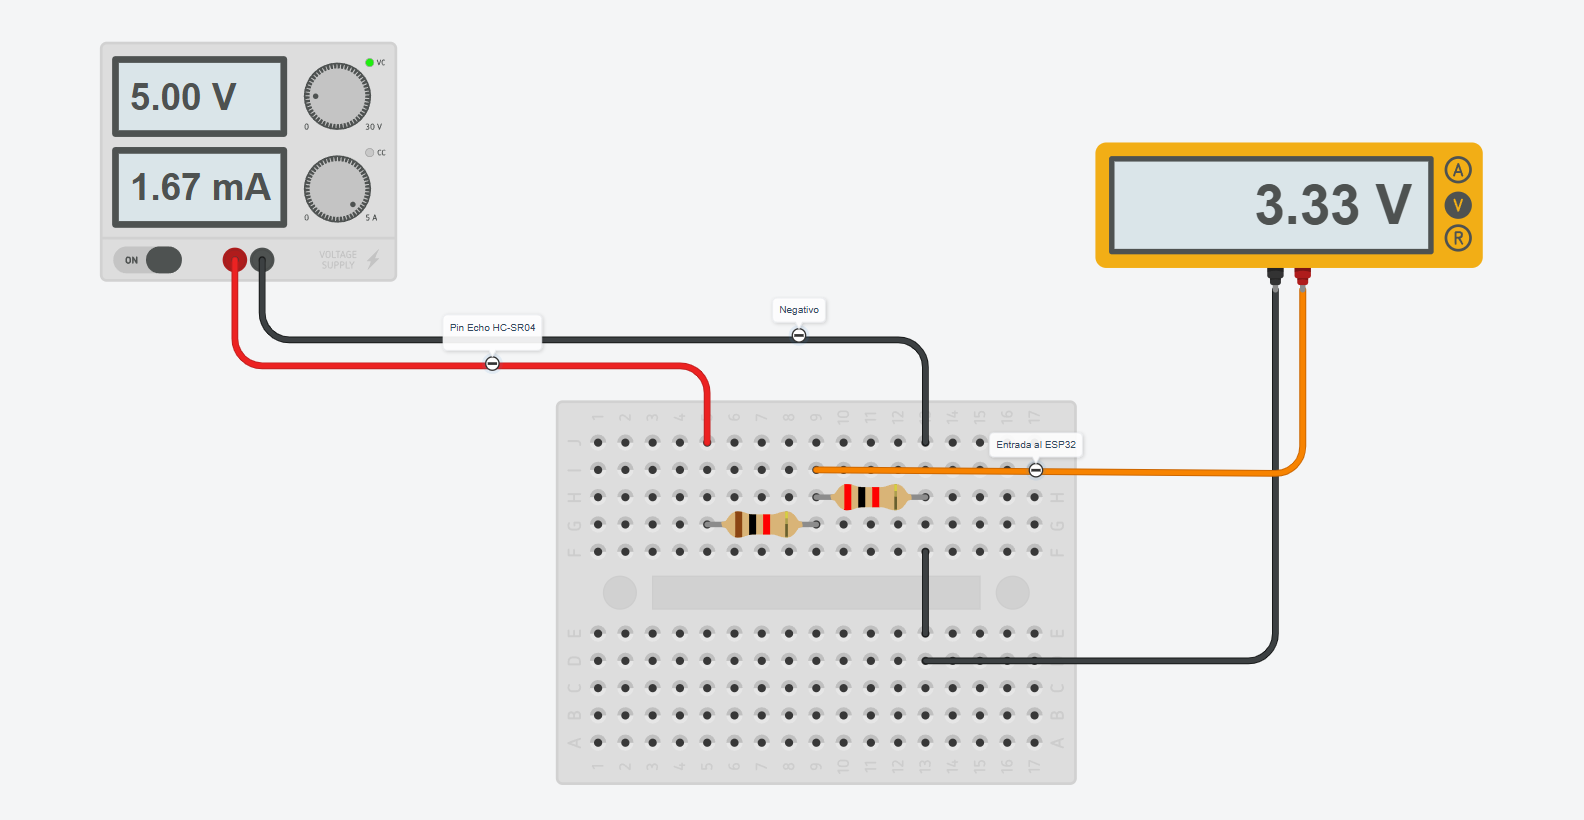 5.00 V
VC
0
30 V
1.67 mA
CC
0
5 A
ON
VOLTAGE
SUPPLY
A
V
R
3.33 V
Negativo
Pin Echo HC-SR04
1 2 3 4 5 6 7 8 9 10 11 12 14 15 16 17
J
Entrada al ESP32
I
H H
G G
F F
E E
D
C C
B B
A A
1 2 3 4 5 6 7 8 9 10 11 12 13 14 15 16 17